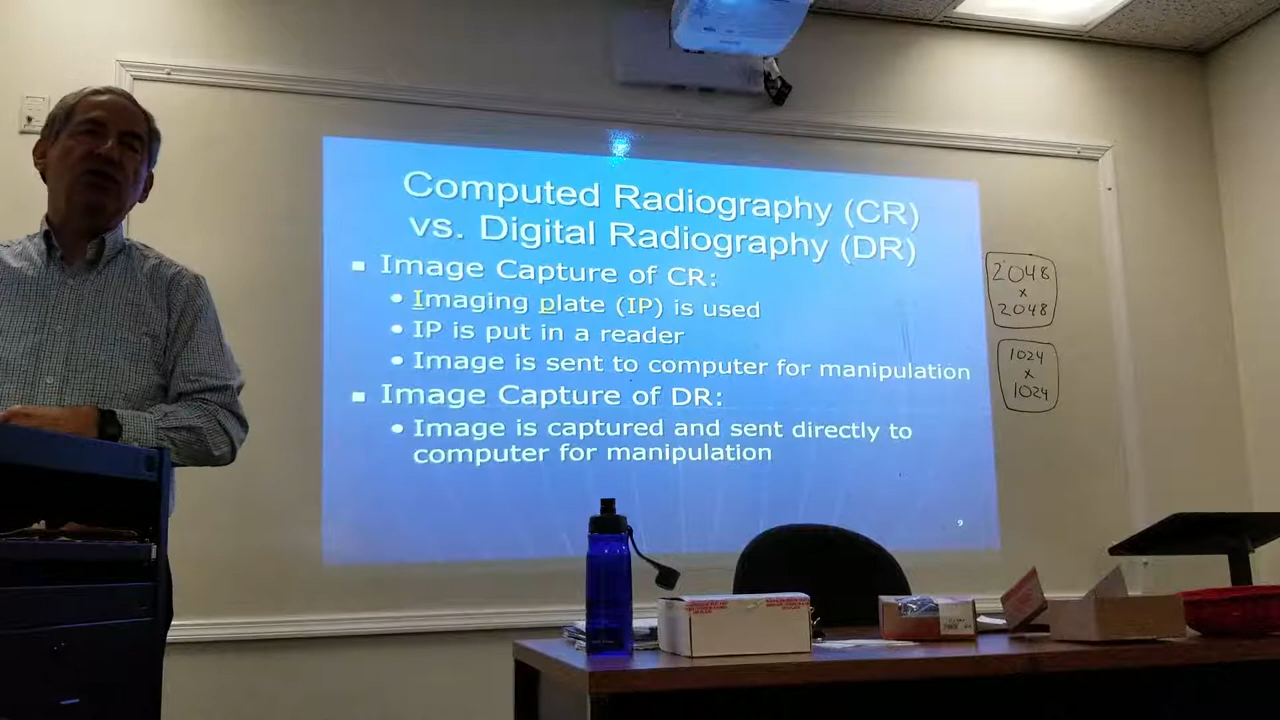 Computed Radiography (CR)
vs. Digital Radiography (DR)
Image Capture of CR:
Imaging plate (IP) is used
IP is put in a reader
Image is sent to computer for manipulation
Image Capture of DR:
Image is captured and sent directly to
computer for manipulation
9
2048
x
2048
1024
x
1024